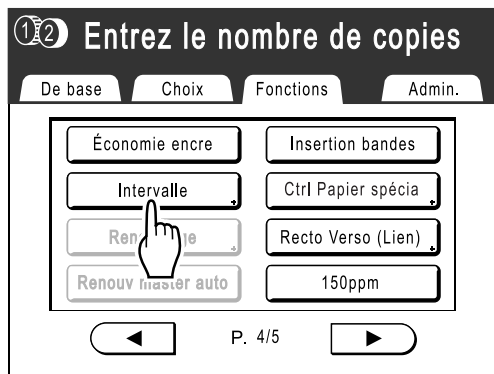 ①② Entrez le nombre de copies
De base Choix Fonctions Admin.
Économie encre Insertion bandes
Intervalle Ctrl Papier spécia
Recto Verso (Lien)
Renouv master auto 150ppm
P. 4/5